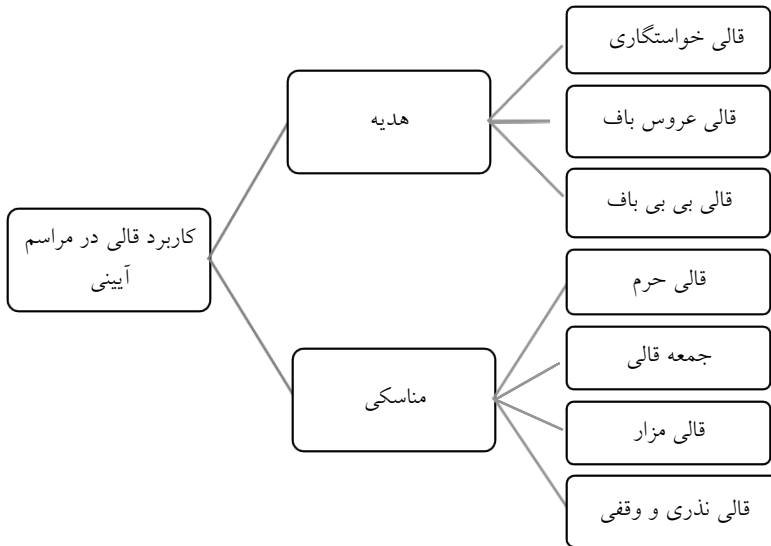 کاربرد قالی در مراسم
آیینی
هدیه
قالی خواستگاری
قالی عروس باف
قالی بی بی باف
مناسکی
قالی حرم
جمعه قالی
قالی مزار
قالی نذری و وقفی